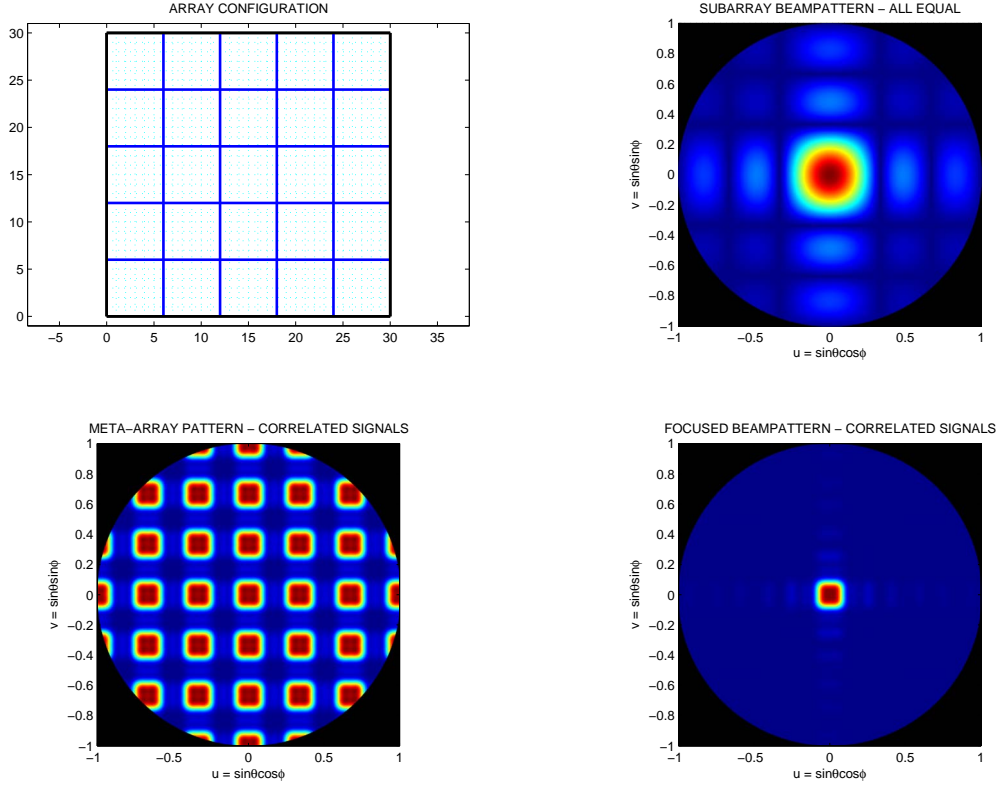 ARRAY CONFIGURATION
30
25
20
15
10
5
0
−5 0 5 10 15 20 25 30 35
SUBARRAY BEAMPATTERN − ALL EQUAL
1
0.8
0.6
0.4
0.2
0
−0.2
−0.4
−0.6
−0.8
−1
v = sinθsinϕ
−1 −0.5 0 0.5 1
u = sinθcosϕ
META−ARRAY PATTERN − CORRELATED SIGNALS
1
0.8
0.6
0.4
0.2
0
−0.2
−0.4
−0.6
−0.8
−1
v = sinθsinϕ
−1 −0.5 0 0.5 1
u = sinθcosϕ
FOCUSED BEAMPATTERN − CORRELATED SIGNALS
1
0.8
0.6
0.4
0.2
0
−0.2
−0.4
−0.6
−0.8
−1
v = sinθsinϕ
−1 −0.5 0 0.5 1
u = sinθcosϕ